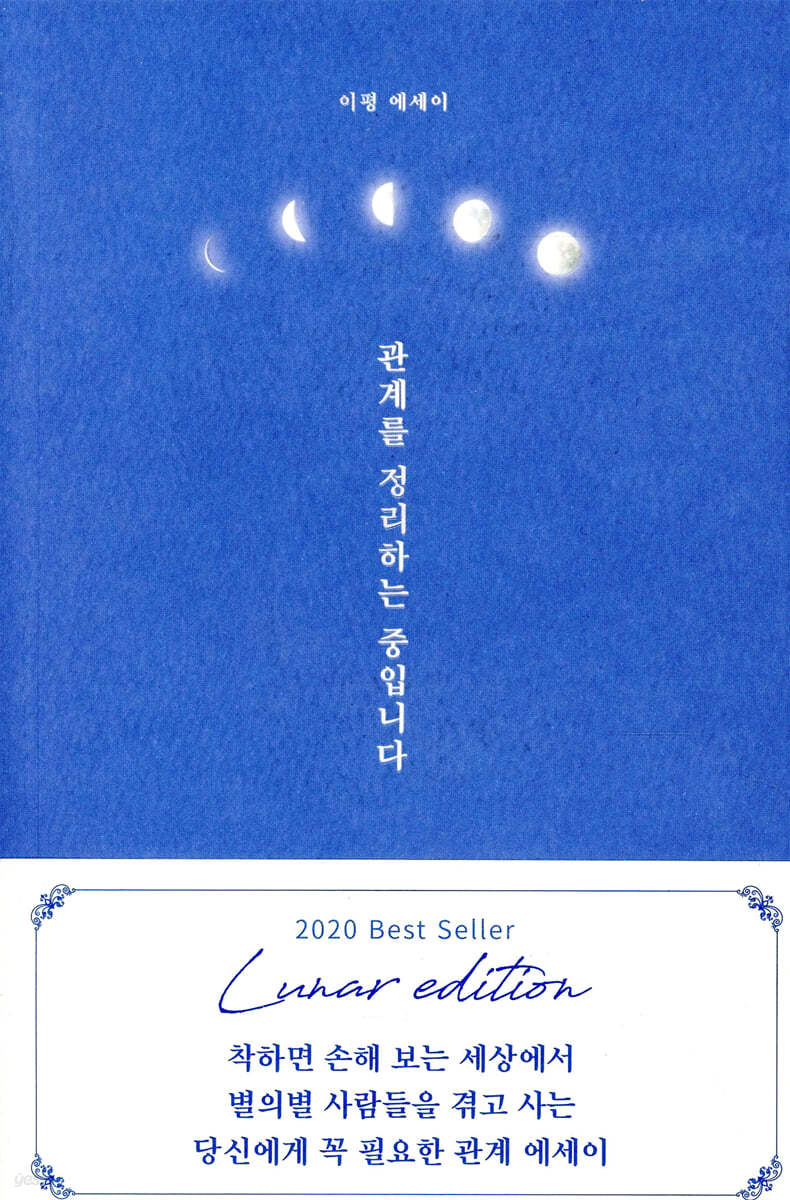 이평 에세이
관계를 정리하는 중입니다
2020 Best Seller
Lunar edition
착하면 손해 보는 세상에서
별의별 사람들을 겪고 사는
당신에게 꼭 필요한 관계 에세이
yes24